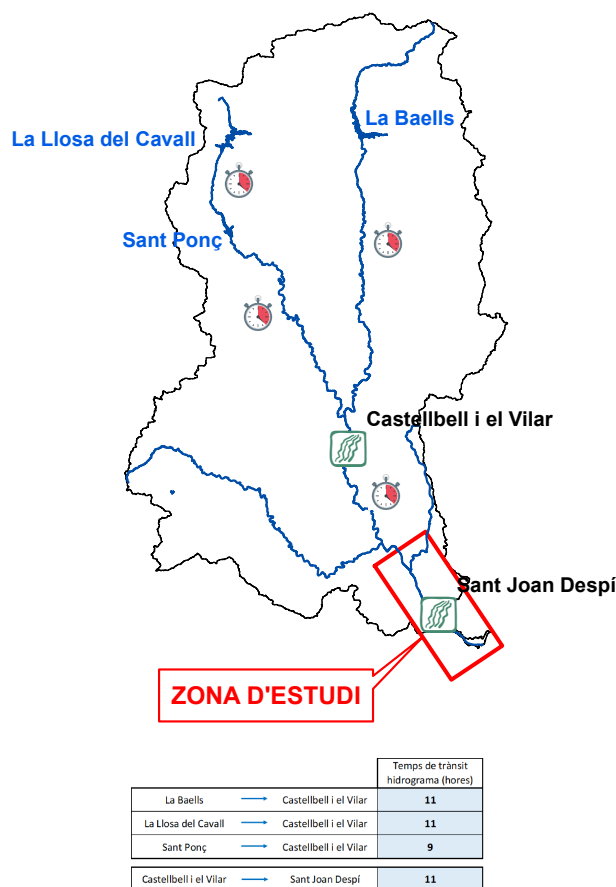 La Baells
La Llosa del Cavall
Sant Ponç
Castellbell i el Vilar
Sant Joan Despí
ZONA D'ESTUDI
Temps de trànsit
hidrograma (hores)
La Baells → Castellbell i el Vilar 11
La Llosa del Cavall → Castellbell i el Vilar 11
Sant Ponç → Castellbell i el Vilar 9
Castellbell i el Vilar → Sant Joan Despí 11